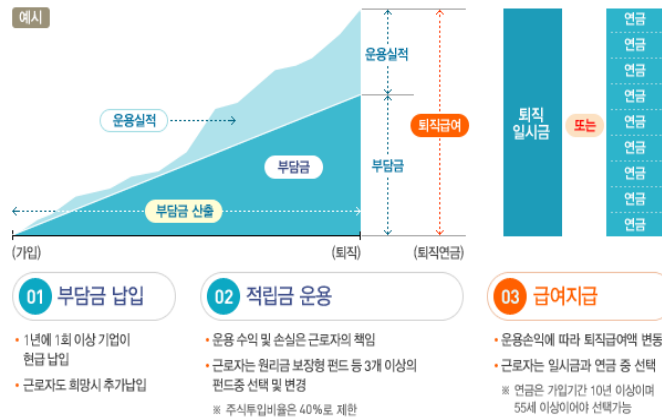 예시
운용실적
부담금
부담금 산출
운용실적
부담금
퇴직급여
(가입)
(퇴직)
(퇴직연금)
퇴직
일시금
또는
연금
연금
연금
연금
연금
연금
연금
연금
연금
01 부담금 납입
• 1년에 1회 이상 기업이
현급 납입
• 근로자도 희망시 추가납입
02 적립금 운용
• 운용 수익 및 손실은 근로자의 책임
• 근로자는 원리금 보장형 펀드 등 3개 이상의
펀드중 선택 및 변경
※ 주식투입비율은 40%로 제한
03 급여지급
• 운용손익에 따라 퇴직급여액 변동
• 근로자는 일시금과 연금 중 선택
※ 연금은 가입기간 10년 이상이며
55세 이상이어야 선택가능